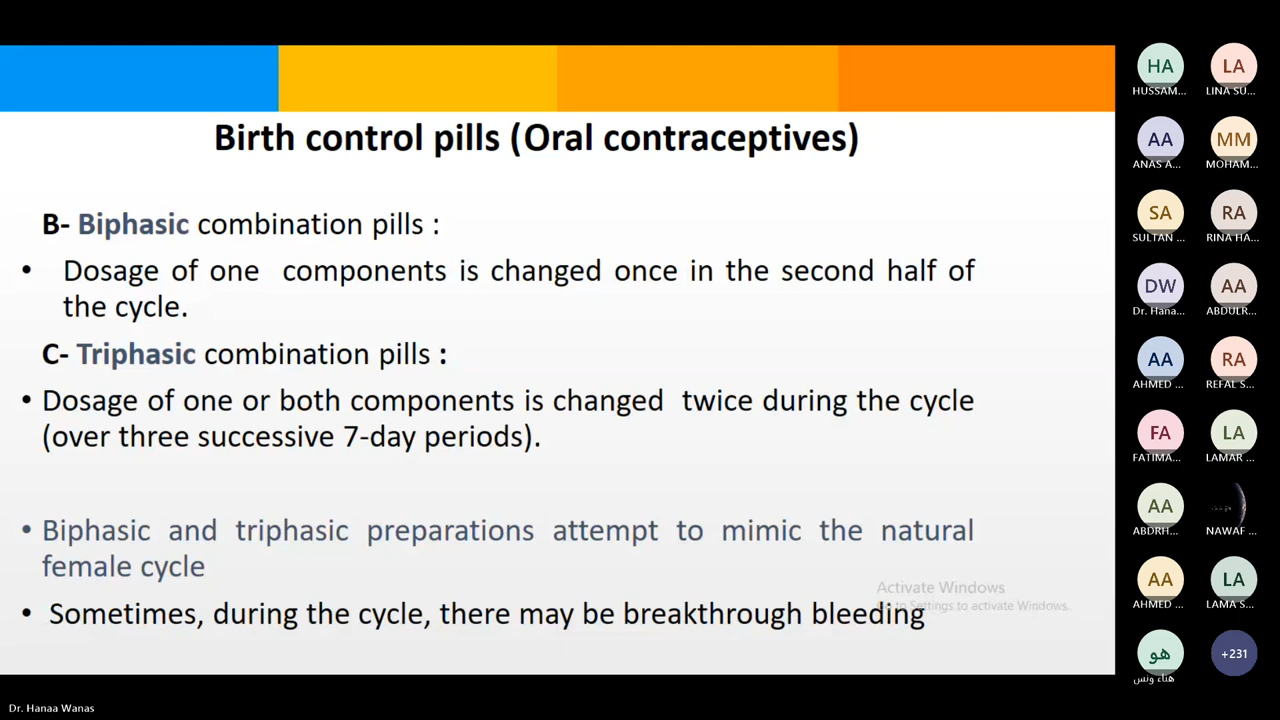 Birth control pills (Oral contraceptives)
B- Biphasic combination pills :
• Dosage of one components is changed once in the second half of
the cycle.
C- Triphasic combination pills :
• Dosage of one or both components is changed twice during the cycle
(over three successive 7-day periods).
• Biphasic and triphasic preparations attempt to mimic the natural
female cycle
• Sometimes, during the cycle, there may be breakthrough bleeding
Activate Windows
Go to Settings to activate Windows.
HA LA
HUSSAM... LINA SU...
AA MM
ANAS A... MOHAM...
SA RA
SULTAN ... RINA HA...
DW AA
Dr. Hana... ABDULR...
AA RA
AHMED ... REFAL S...
FA LA
FATIMA... LAMAR ...
AA
ABDRH... NAWAF ...
AA LA
AHMED ... LAMA S...
هو +231
هناء ونس
Dr. Hanaa Wanas